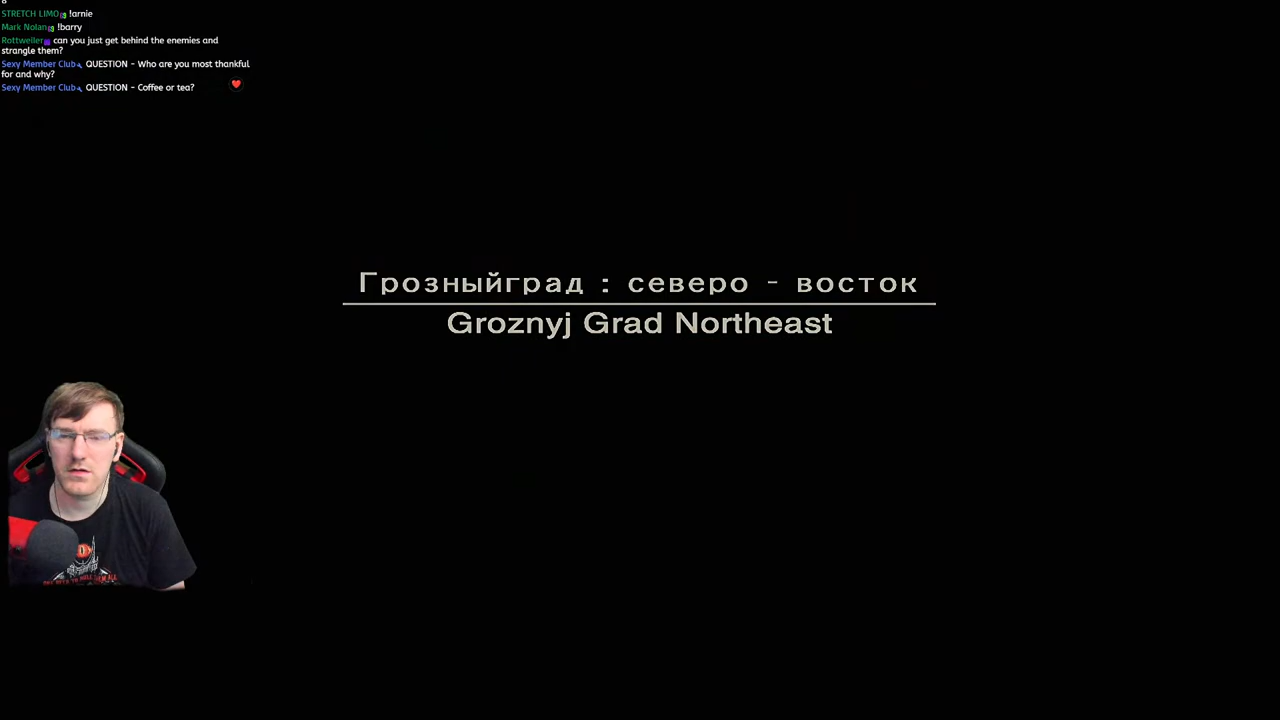 STRETCH LIMO !arnie
Mark Nolan !barry
Rottweiler can you just get behind the enemies and
strangle them?
Sexy Member Club QUESTION - Who are you most thankful
for and why?
Sexy Member Club QUESTION - Coffee or tea?
Грозныйград : северо - восток
Groznyj Grad Northeast